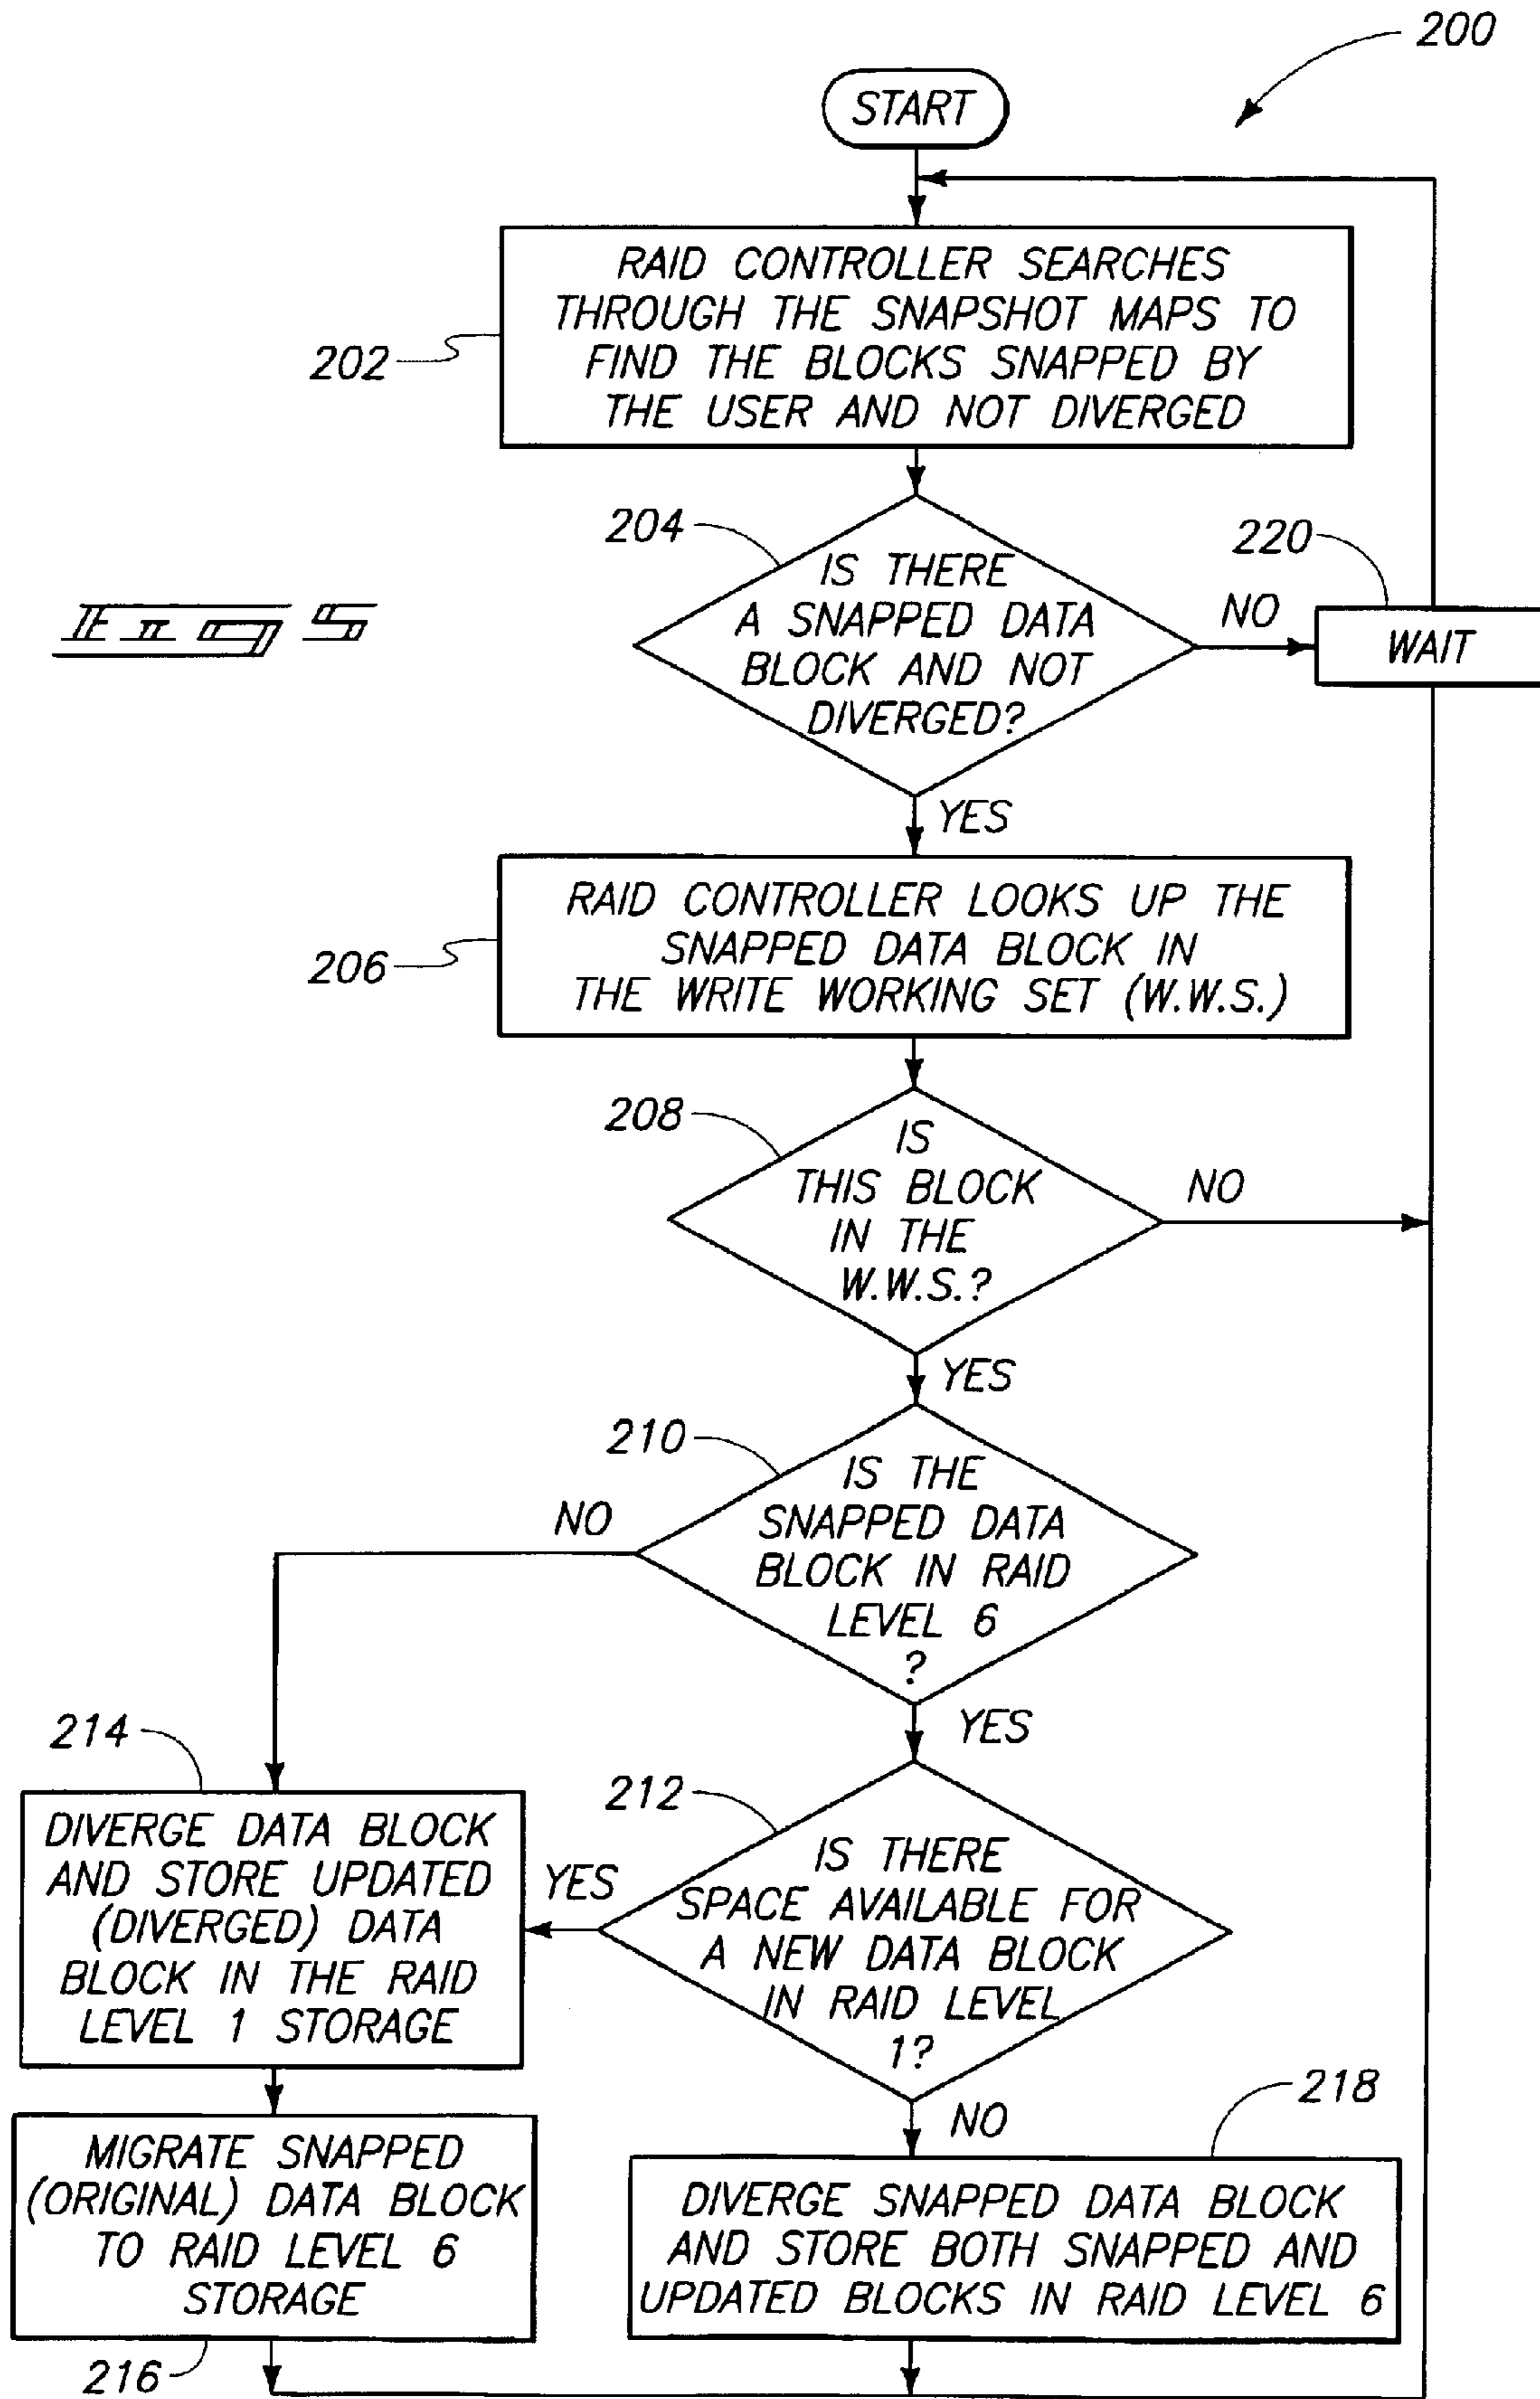 200
START
RAID CONTROLLER SEARCHES
THROUGH THE SNAPSHOT MAPS TO
FIND THE BLOCKS SNAPPED BY
THE USER AND NOT DIVERGED
202
204
IS THERE
A SNAPPED DATA
BLOCK AND NOT
DIVERGED?
NO
220
WAIT
FIG 5
YES
RAID CONTROLLER LOOKS UP THE
SNAPPED DATA BLOCK IN
THE WRITE WORKING SET (W.W.S.)
206
208
IS
THIS BLOCK
IN THE
W.W.S.?
NO
YES
210
IS THE
SNAPPED DATA
BLOCK IN RAID
LEVEL 6
?
NO
YES
214
DIVERGE DATA BLOCK
AND STORE UPDATED
(DIVERGED) DATA
BLOCK IN THE RAID
LEVEL 1 STORAGE
212
IS THERE
SPACE AVAILABLE FOR
A NEW DATA BLOCK
IN RAID LEVEL
1?
YES
NO
218
MIGRATE SNAPPED
(ORIGINAL) DATA BLOCK
TO RAID LEVEL 6
STORAGE
216
DIVERGE SNAPPED DATA BLOCK
AND STORE BOTH SNAPPED AND
UPDATED BLOCKS IN RAID LEVEL 6